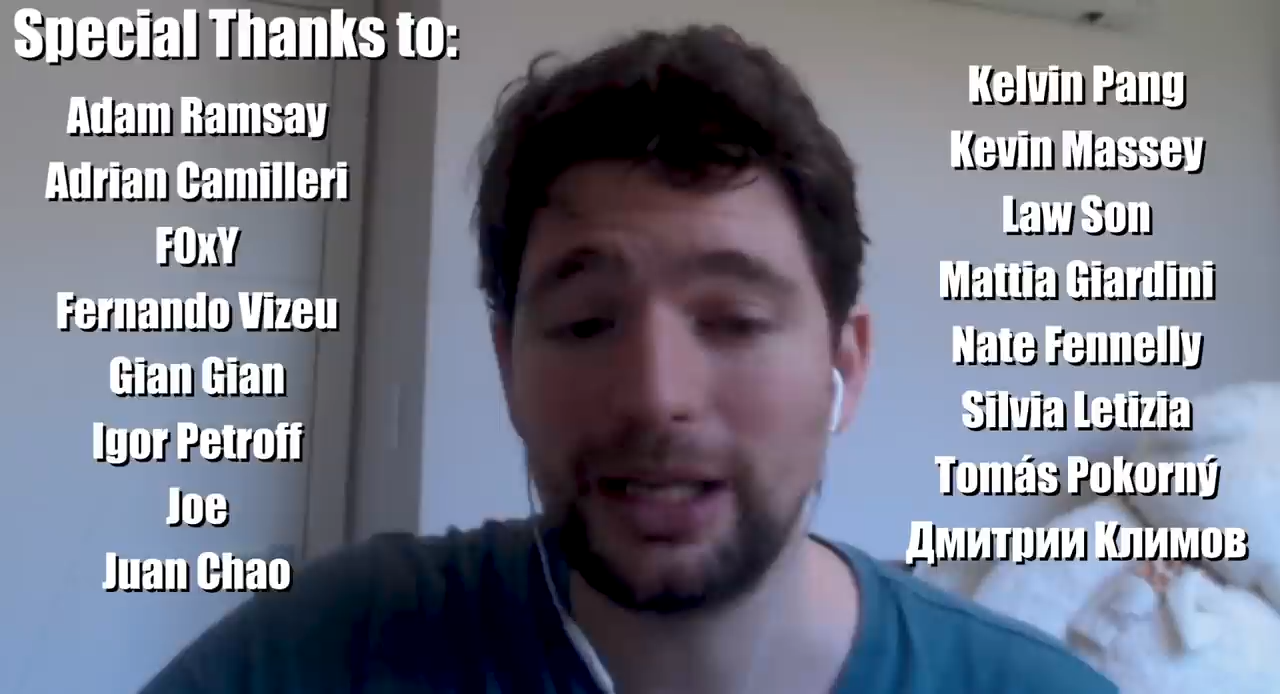 Special Thanks to:
Adam Ramsay
Adrian Camilleri
F0xY
Fernando Vizeu
Gian Gian
Igor Petroff
Joe
Juan Chao
Kelvin Pang
Kevin Massey
Law Son
Mattia Giardini
Nate Fennelly
Silvia Letizia
Tomás Pokorný
Дмитрии Климов